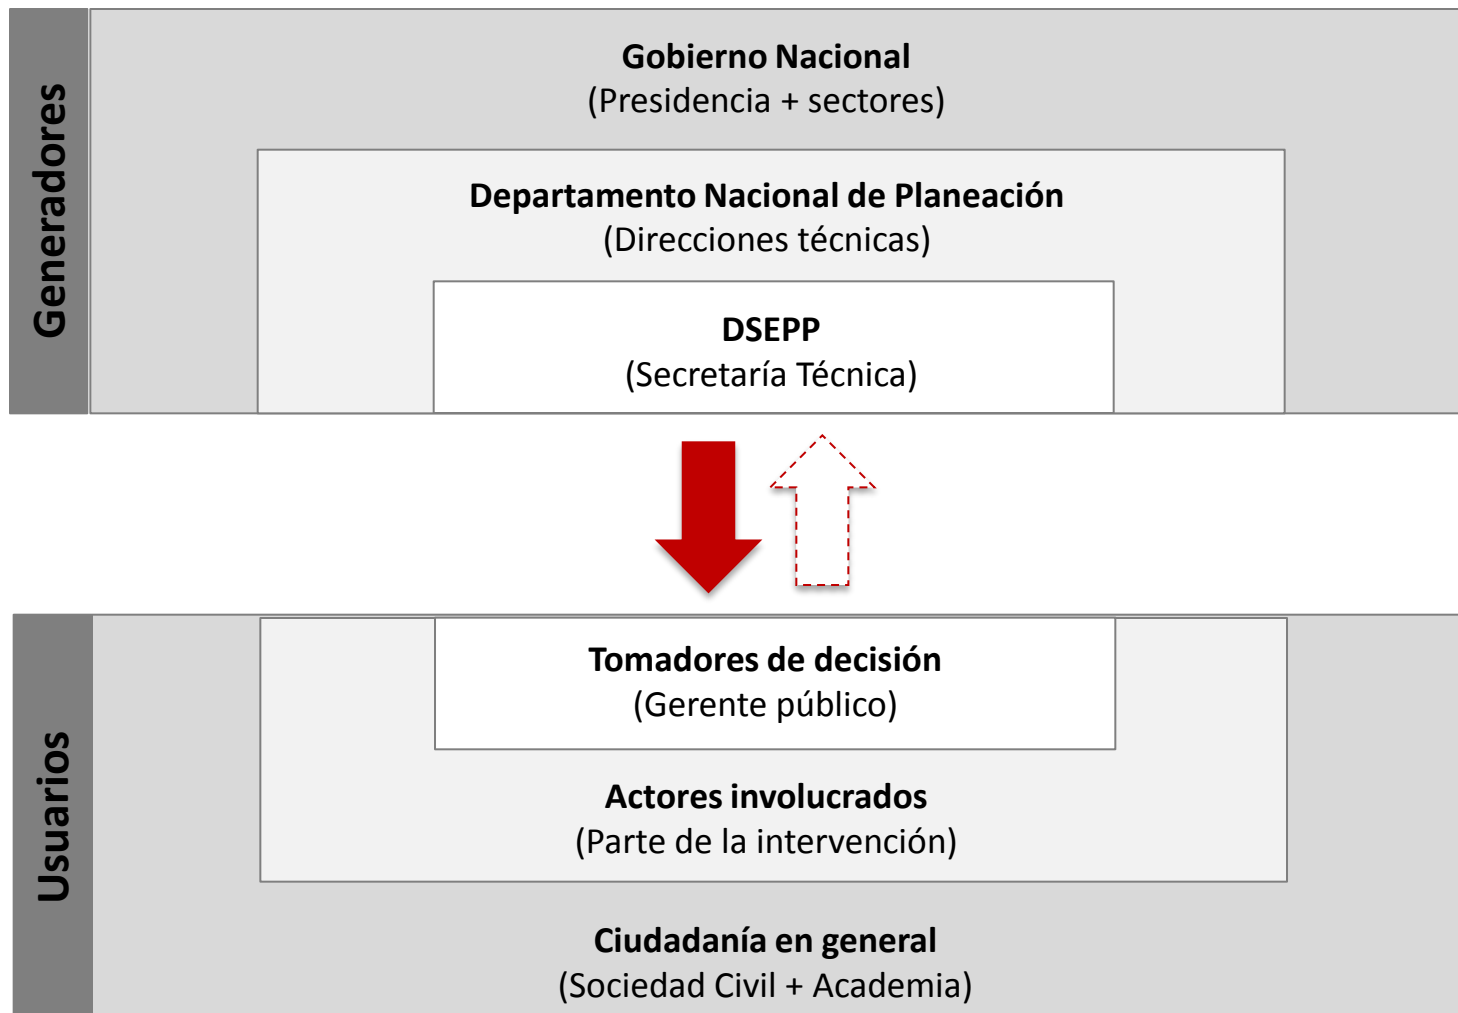 Generadores
Gobierno Nacional
(Presidencia + sectores)
Departamento Nacional de Planeación
(Direcciones técnicas)
DSEPP
(Secretaría Técnica)
Usuarios
Tomadores de decisión
(Gerente público)
Actores involucrados
(Parte de la intervención)
Ciudadanía en general
(Sociedad Civil + Academia)